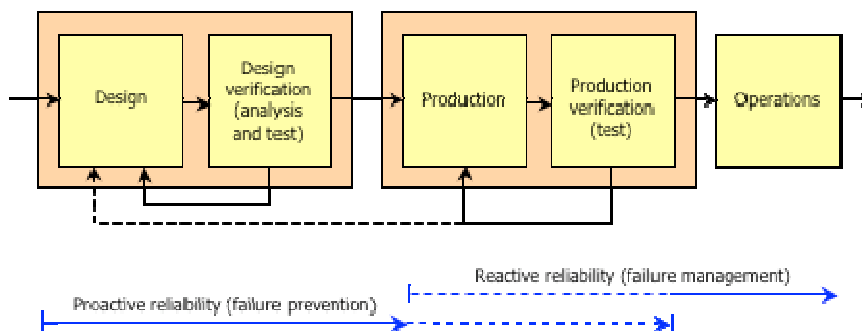 Design
Design
verification
(analysis
and test)
Production
Production
verification
(test)
Operations
Reactive reliability (failure management)
Proactive reliability (failure prevention)